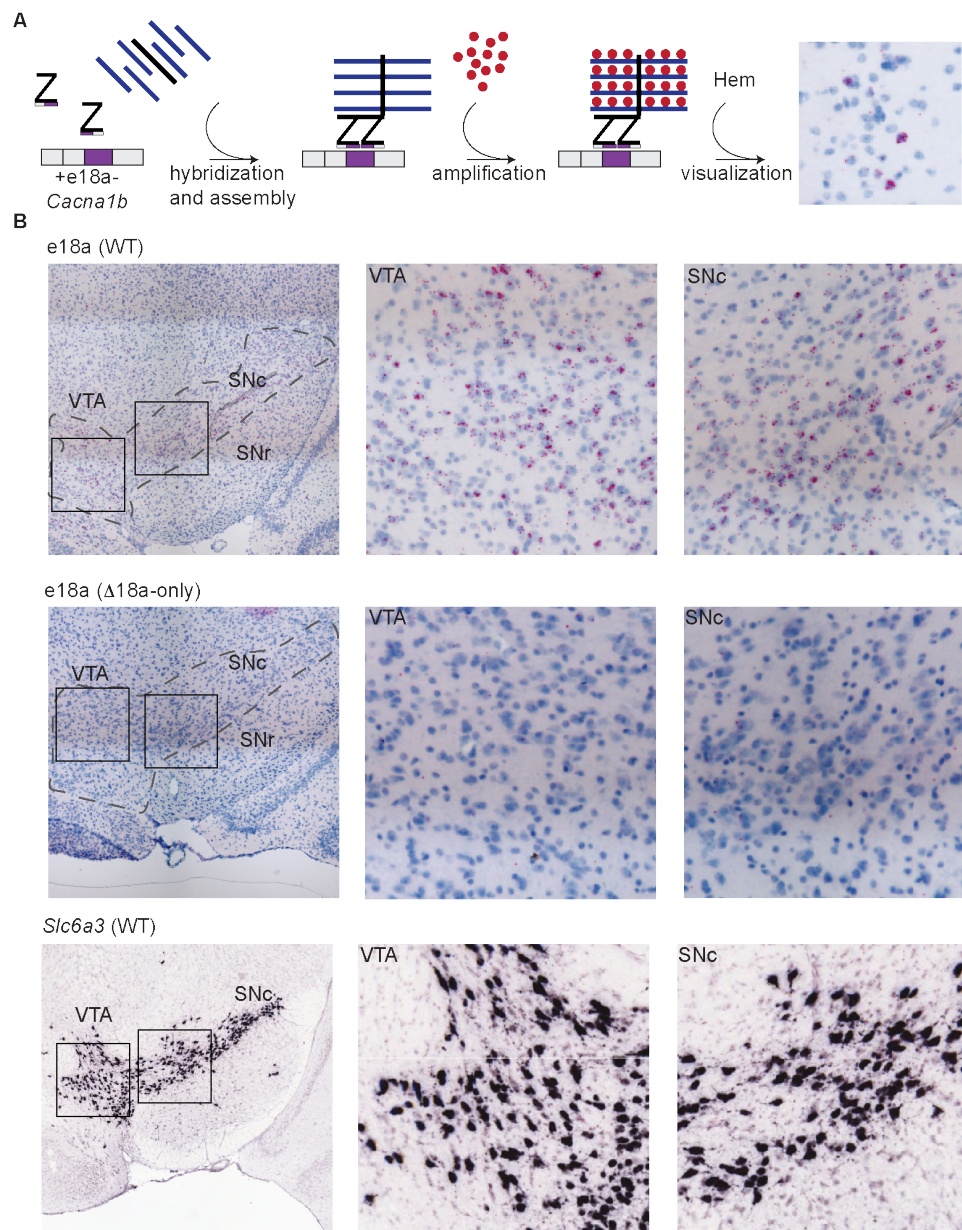 A
Hem
+e18a-
Cacna1b
hybridization
and assembly
amplification
visualization
B
e18a (WT)
VTA
SNc
SNr
VTA
SNc
e18a (Δ18a-only)
VTA
SNc
SNr
VTA
SNc
Slc6a3 (WT)
VTA
SNc
VTA
SNc